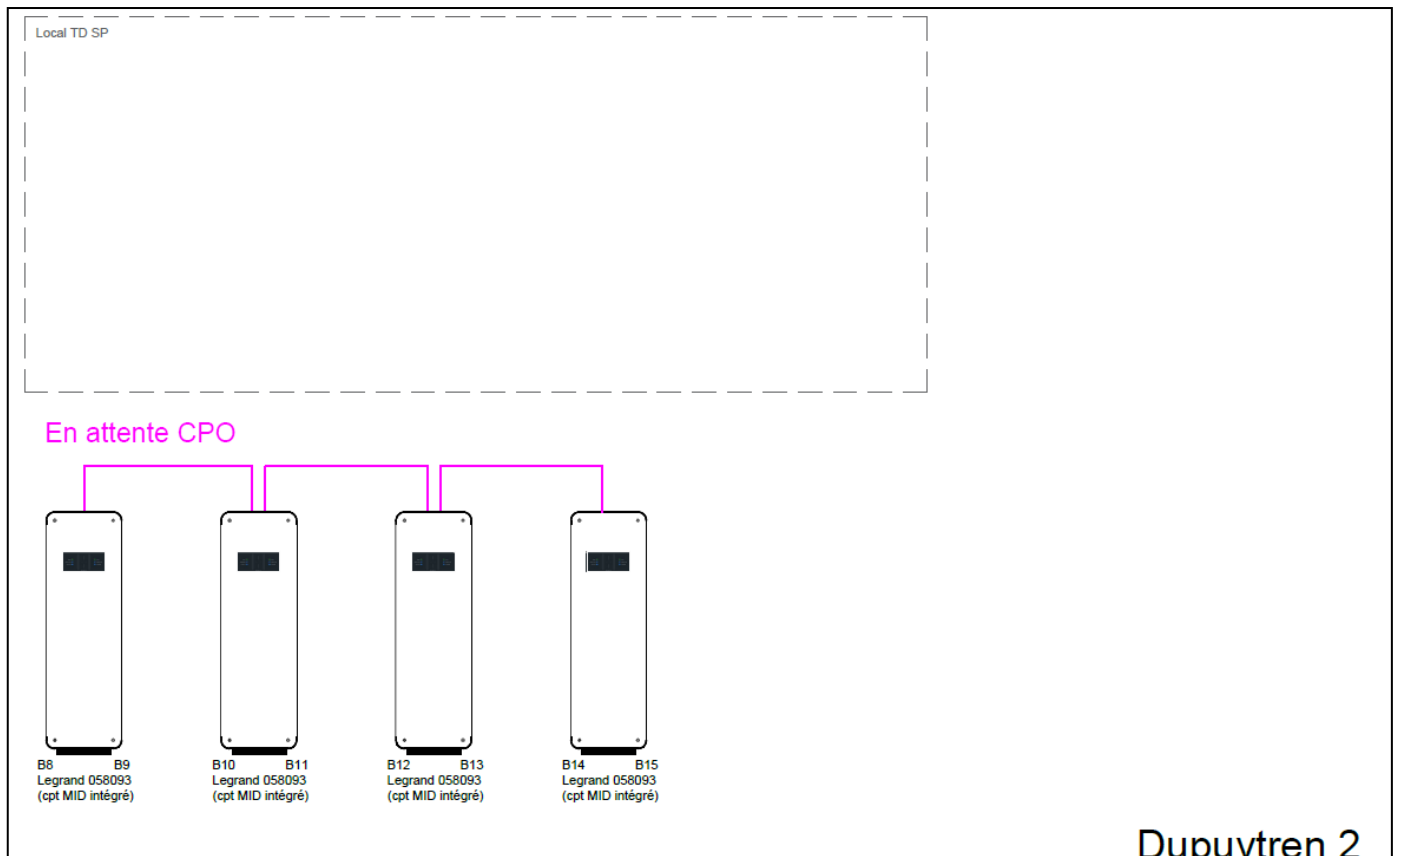 Local TD SP
En attente CPO
B8 B9
Legrand 058093
(cpt MID intégré)
B10 B11
Legrand 058093
(cpt MID intégré)
B12 B13
Legrand 058093
(cpt MID intégré)
B14 B15
Legrand 058093
(cpt MID intégré)
Dupuytren 2